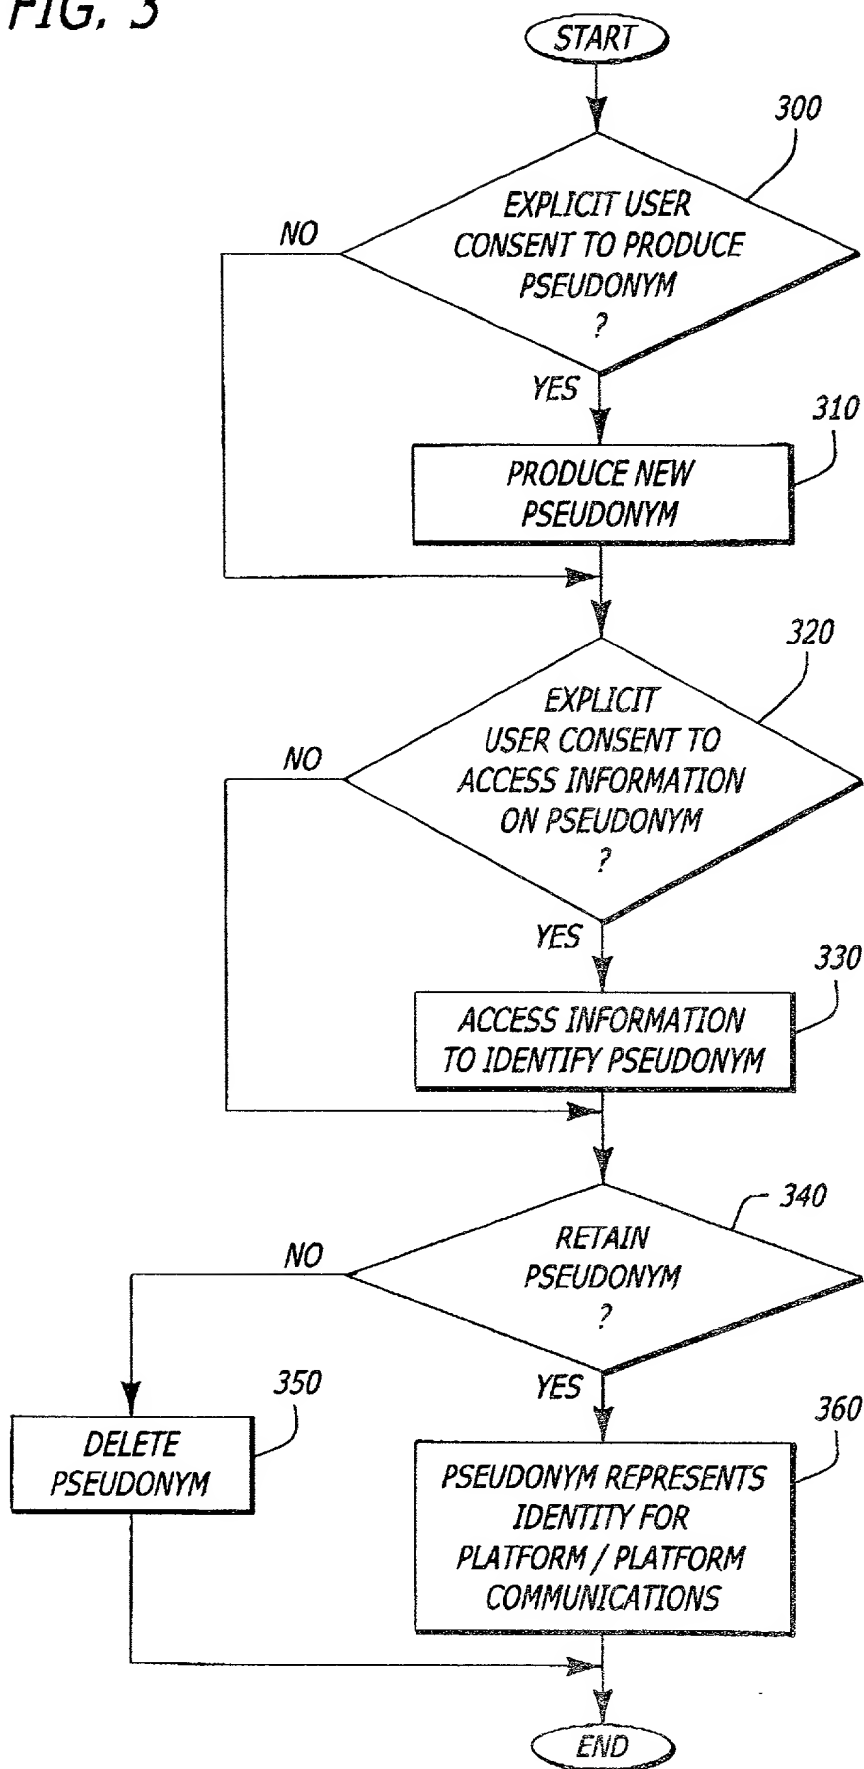 FIG. 3
START
300
EXPLICIT USER
CONSENT TO PRODUCE
PSEUDONYM
?
NO
YES
310
PRODUCE NEW
PSEUDONYM
320
EXPLICIT
USER CONSENT TO
ACCESS INFORMATION
ON PSEUDONYM
?
NO
YES
330
ACCESS INFORMATION
TO IDENTIFY PSEUDONYM
340
RETAIN
PSEUDONYM
?
NO
YES
350
DELETE
PSEUDONYM
360
PSEUDONYM REPRESENTS
IDENTITY FOR
PLATFORM / PLATFORM
COMMUNICATIONS
END